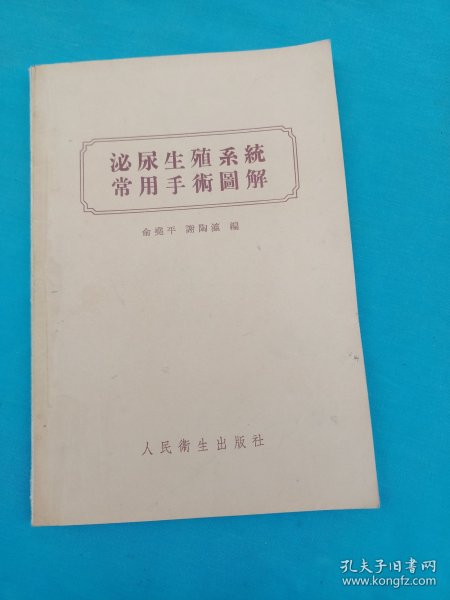 泌尿生殖系統
常用手術圖解
俞堯平 謝陶瀛 編
人民衛生出版社
孔夫子旧书网
www.kongfz.com